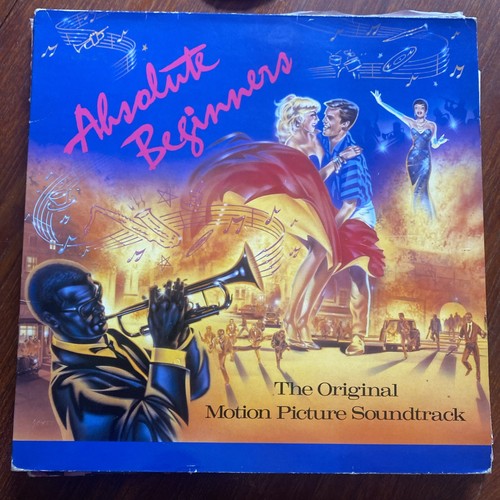 Absolute
Beginners
The Original
Motion Picture Soundtrack